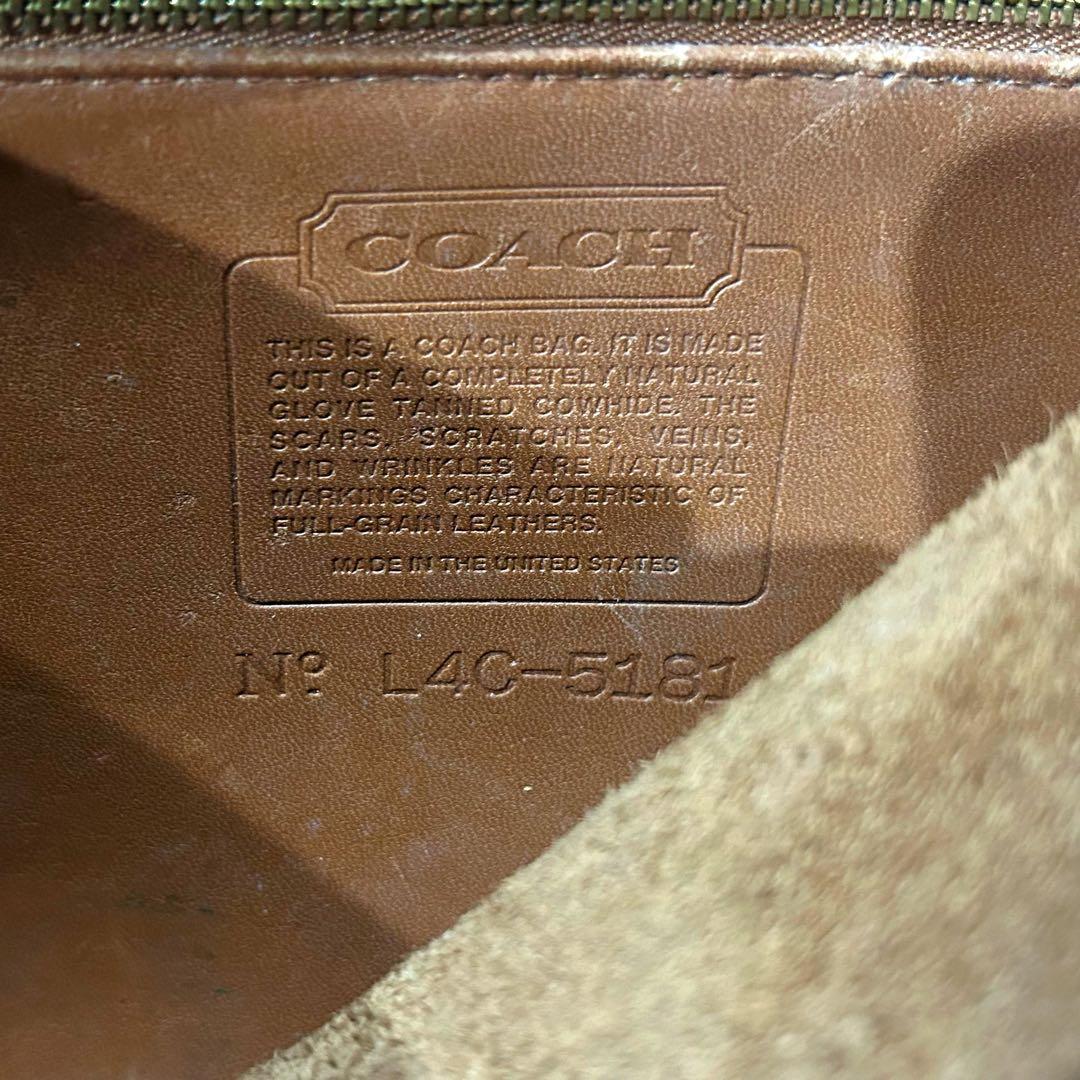 COACH
THIS IS A COACH BAG. IT IS MADE
OUT OF A COMPLETELY NATURAL
GLOVE TANNED COWHIDE. THE
SCARS, SCRATCHES, VEINS,
AND WRINKLES ARE NATURAL
MARKINGS CHARACTERISTIC OF
FULL-GRAIN LEATHERS.
MADE IN THE UNITED STATES
Nº L4C-5181